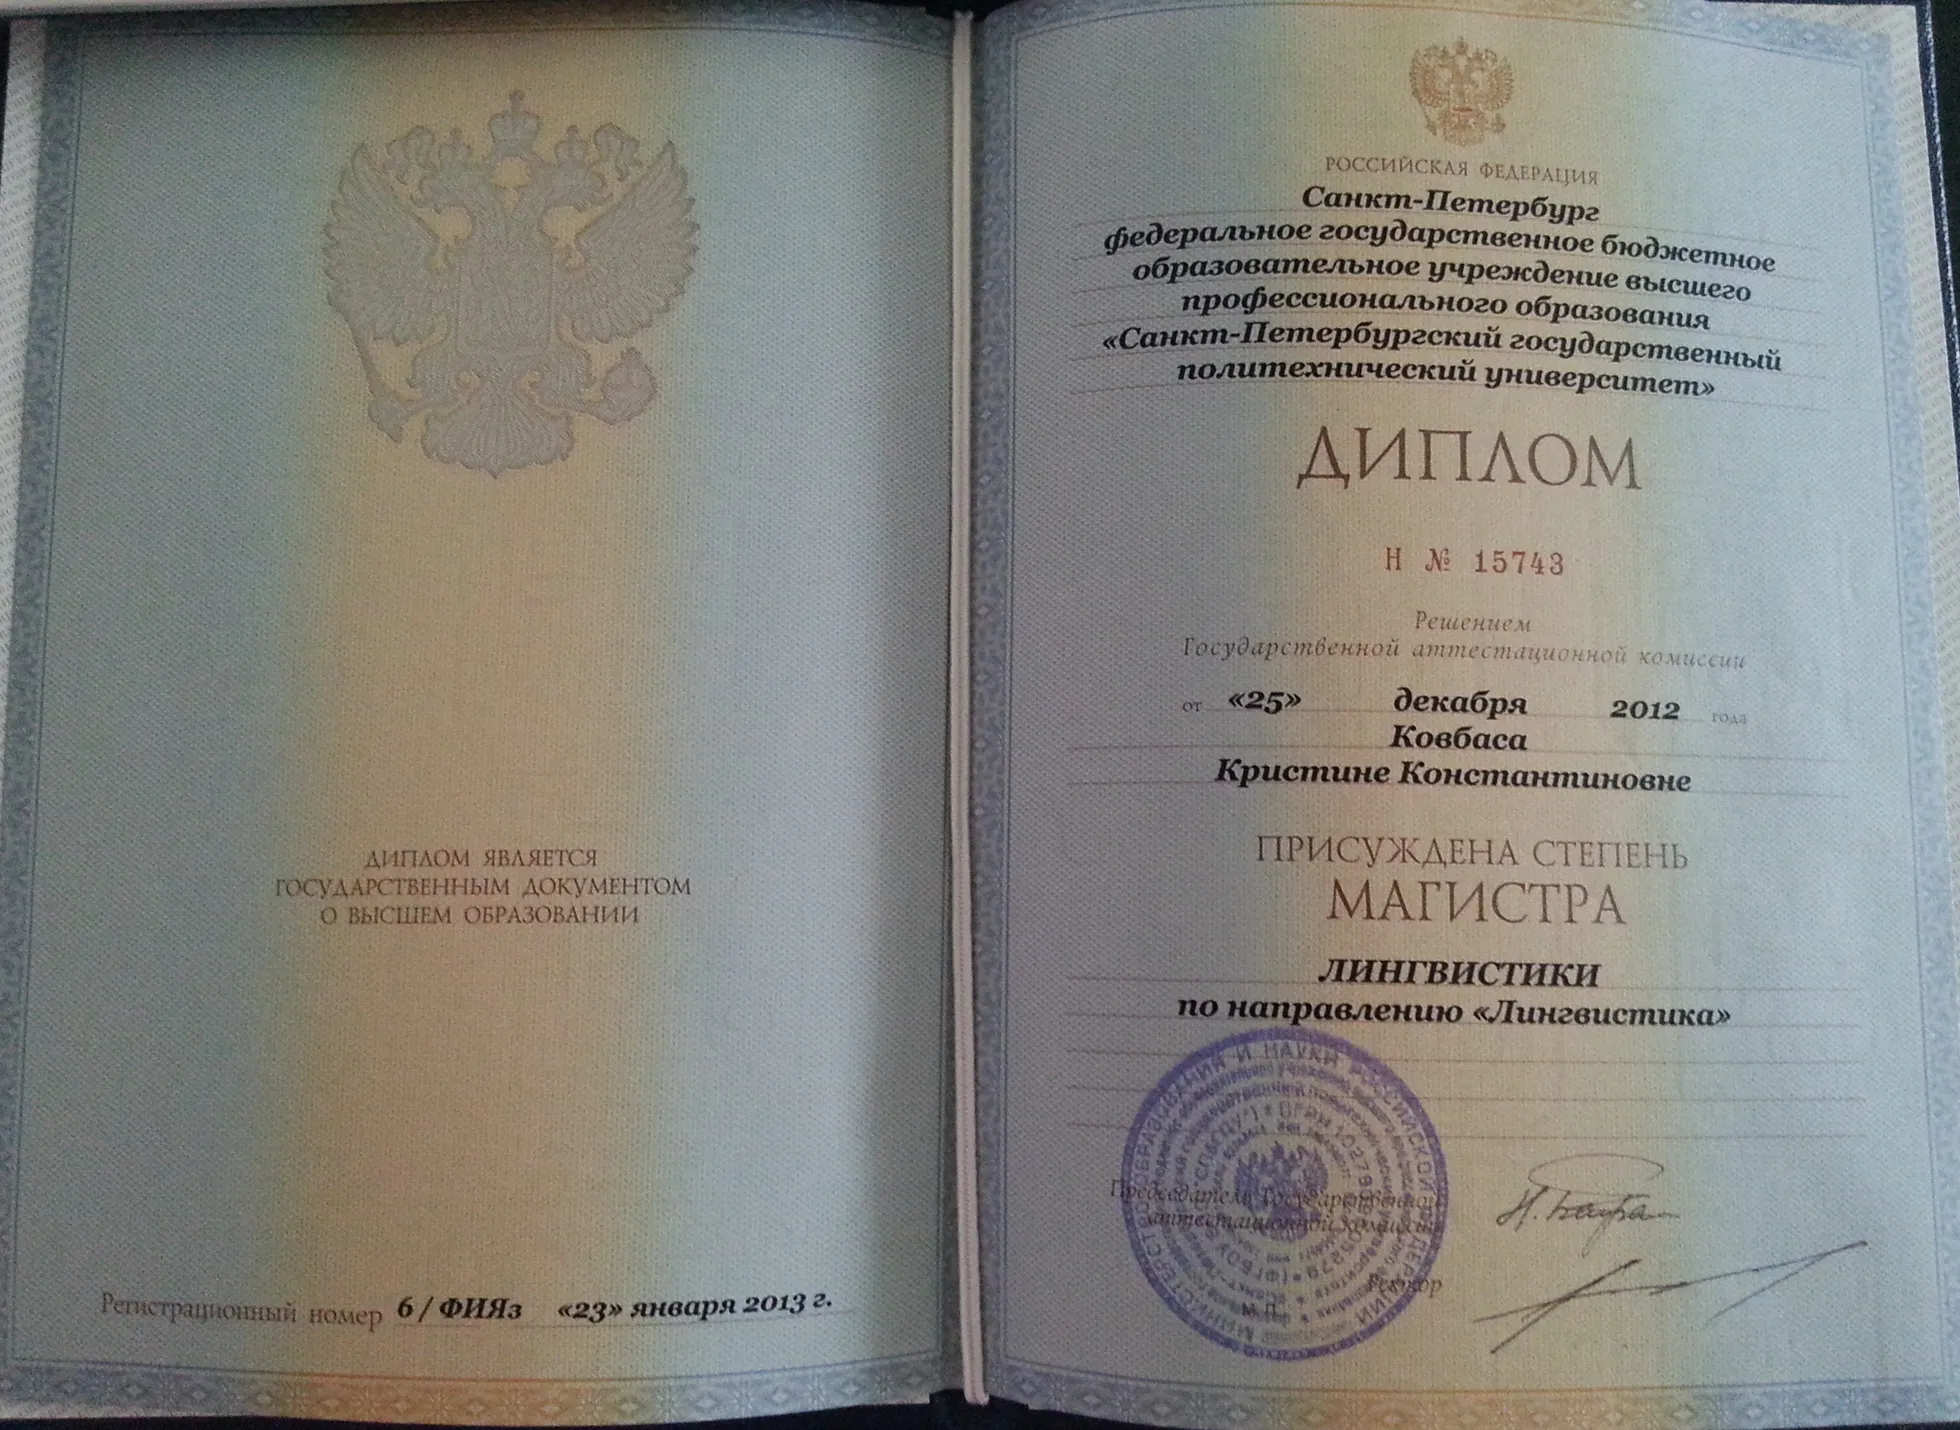 ДИПЛОМ ЯВЛЯЕТСЯ
ГОСУДАРСТВЕННЫМ ДОКУМЕНТОМ
О ВЫСШЕМ ОБРАЗОВАНИИ
Регистрационный номер 6 / ФИЯз «23» января 2013 г.
РОССИЙСКАЯ ФЕДЕРАЦИЯ
Санкт-Петербург
федеральное государственное бюджетное
образовательное учреждение высшего
профессионального образования
«Санкт-Петербургский государственный
политехнический университет»
ДИПЛОМ
Н № 15743
Решением
Государственной аттестационной комиссии
от «25» декабря 2012 года
Ковбаса
Кристине Константиновне
ПРИСУЖДЕНА СТЕПЕНЬ
МАГИСТРА
ЛИНГВИСТИКИ
по направлению «Лингвистика»
Председатель Государственной
аттестационной комиссии
Ректор
М.П.